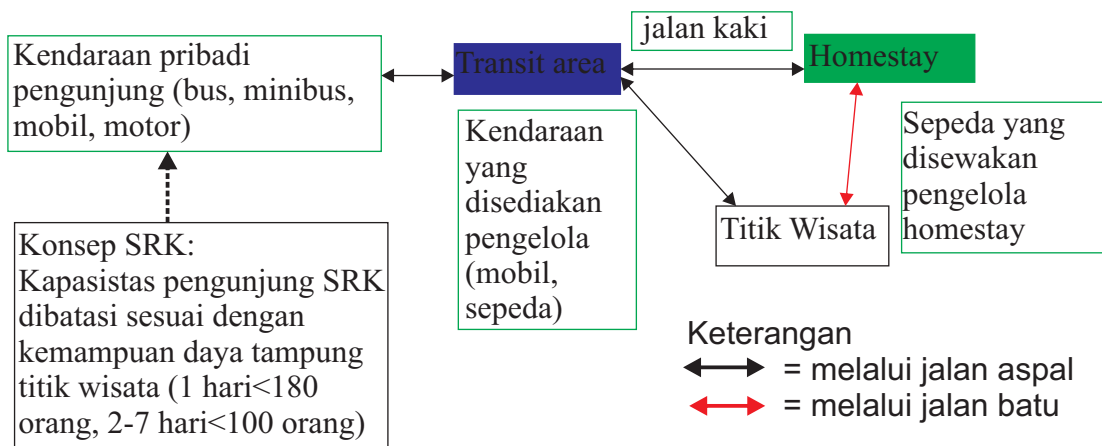 Kendaraan pribadi
pengunjung (bus, minibus,
mobil, motor)
Transit area
jalan kaki
Homestay
Kendaraan
yang
disediakan
pengelola
(mobil,
sepeda)
Sepeda yang
disewakan
pengelola
homestay
Titik Wisata
Konsep SRK:
Kapasistas pengunjung SRK
dibatasi sesuai dengan
kemampuan daya tampung
titik wisata (1 hari<180
orang, 2-7 hari<100 orang)
Keterangan
= melalui jalan aspal
= melalui jalan batu